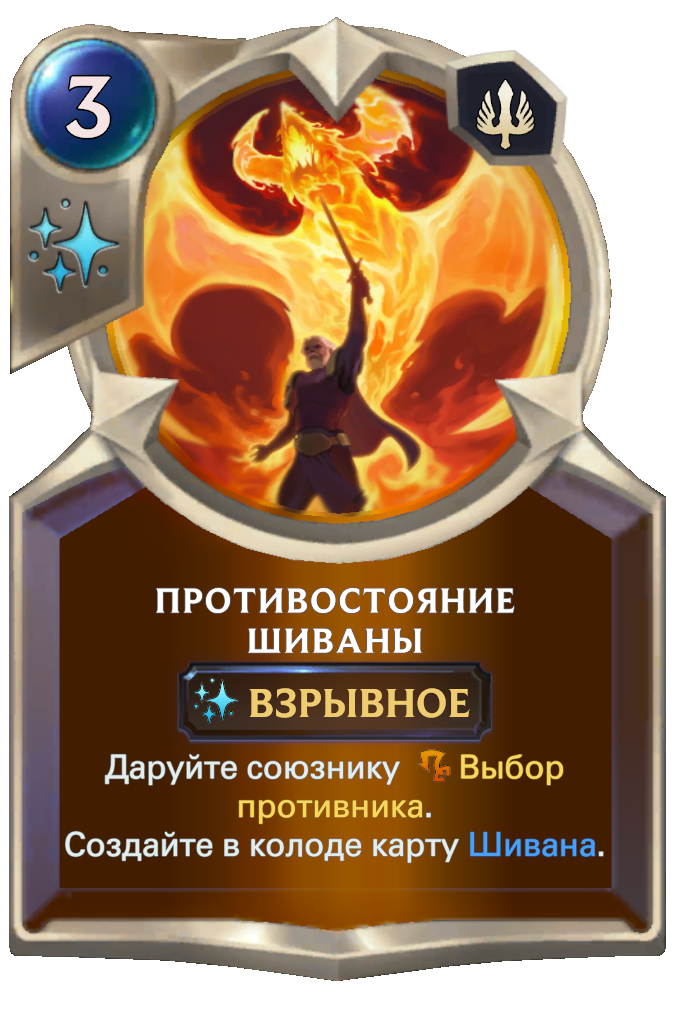 3
ПРОТИВОСТОЯНИЕ
ШИВАНЫ
ВЗРЫВНОЕ
Даруйте союзнику Выбор
противника.
Создайте в колоде карту Шивана.